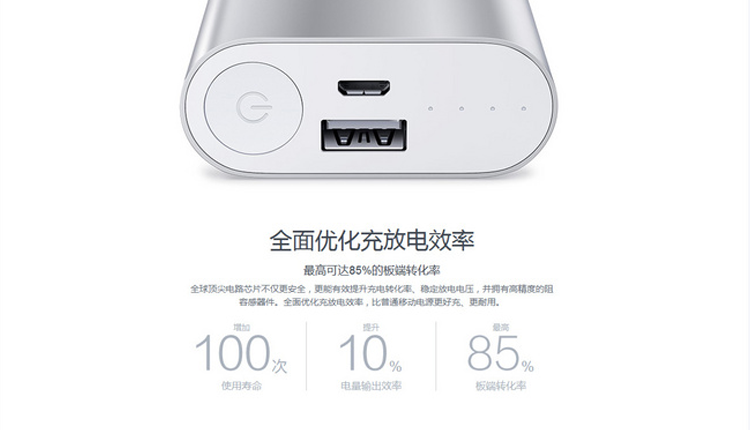 全面优化充放电效率
最高可达85%的板端转化率
全球顶尖电路芯片不仅更安全，更能有效提升充电转化率、稳定放电电压，并拥有高精度的阻
容感器件。全面优化充放电效率，比普通移动电源更好充、更耐用。
增加
100次
使用寿命
提升
10%
电量输出效率
最高
85%
板端转化率